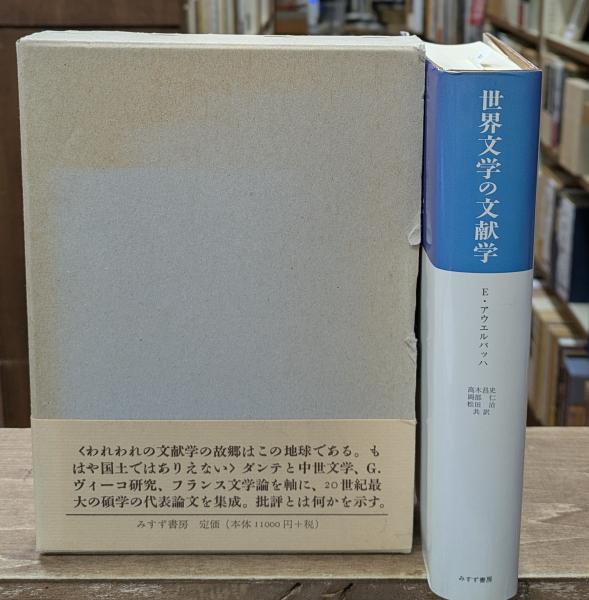 〈われわれの文献学の故郷はこの地球である。も
はや国土ではありえない〉ダンテと中世文学、G.
ヴィーコ研究、フランス文学論を軸に、20世紀最
大の碩学の代表論文を集成。批評とは何かを示す。
みすず書房 定価（本体11000円＋税）
世界文学の文献学
E・アウエルバッハ
高木昌史
岡部仁
松田治
共訳
みすず書房